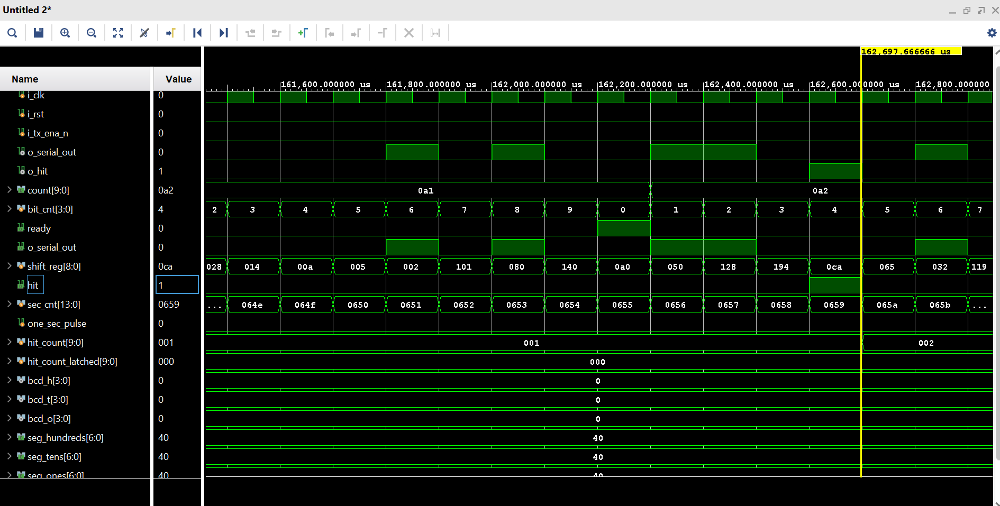 Untitled 2*
162,697.666666 us
Name Value
161,600.000000 us 161,800.000000 us 162,000.000000 us 162,200.000000 us 162,400.000000 us 162,600.000000 us 162,800.000000
i_clk 0
i_rst 0
i_tx_ena_n 0
o_serial_out 0
o_hit 1
count[9:0] 0a2 0a1 0a2
bit_cnt[3:0] 4 2 3 4 5 6 7 8 9 0 1 2 3 4 5 6 7
ready 0
o_serial_out 0
shift_reg[8:0] 0ca 028 014 00a 005 002 101 080 140 0a0 050 128 194 0ca 065 032 119
hit 1
sec_cnt[13:0] 0659 ... 064e 064f 0650 0651 0652 0653 0654 0655 0656 0657 0658 0659 065a 065b ...
one_sec_pulse 0
hit_count[9:0] 001 001 002
hit_count_latched[9:0] 000 000
bcd_h[3:0] 0 0
bcd_t[3:0] 0 0
bcd_o[3:0] 0 0
seg_hundreds[6:0] 40 40
seg_tens[6:0] 40 40
seg_ones[6:0] 40 40